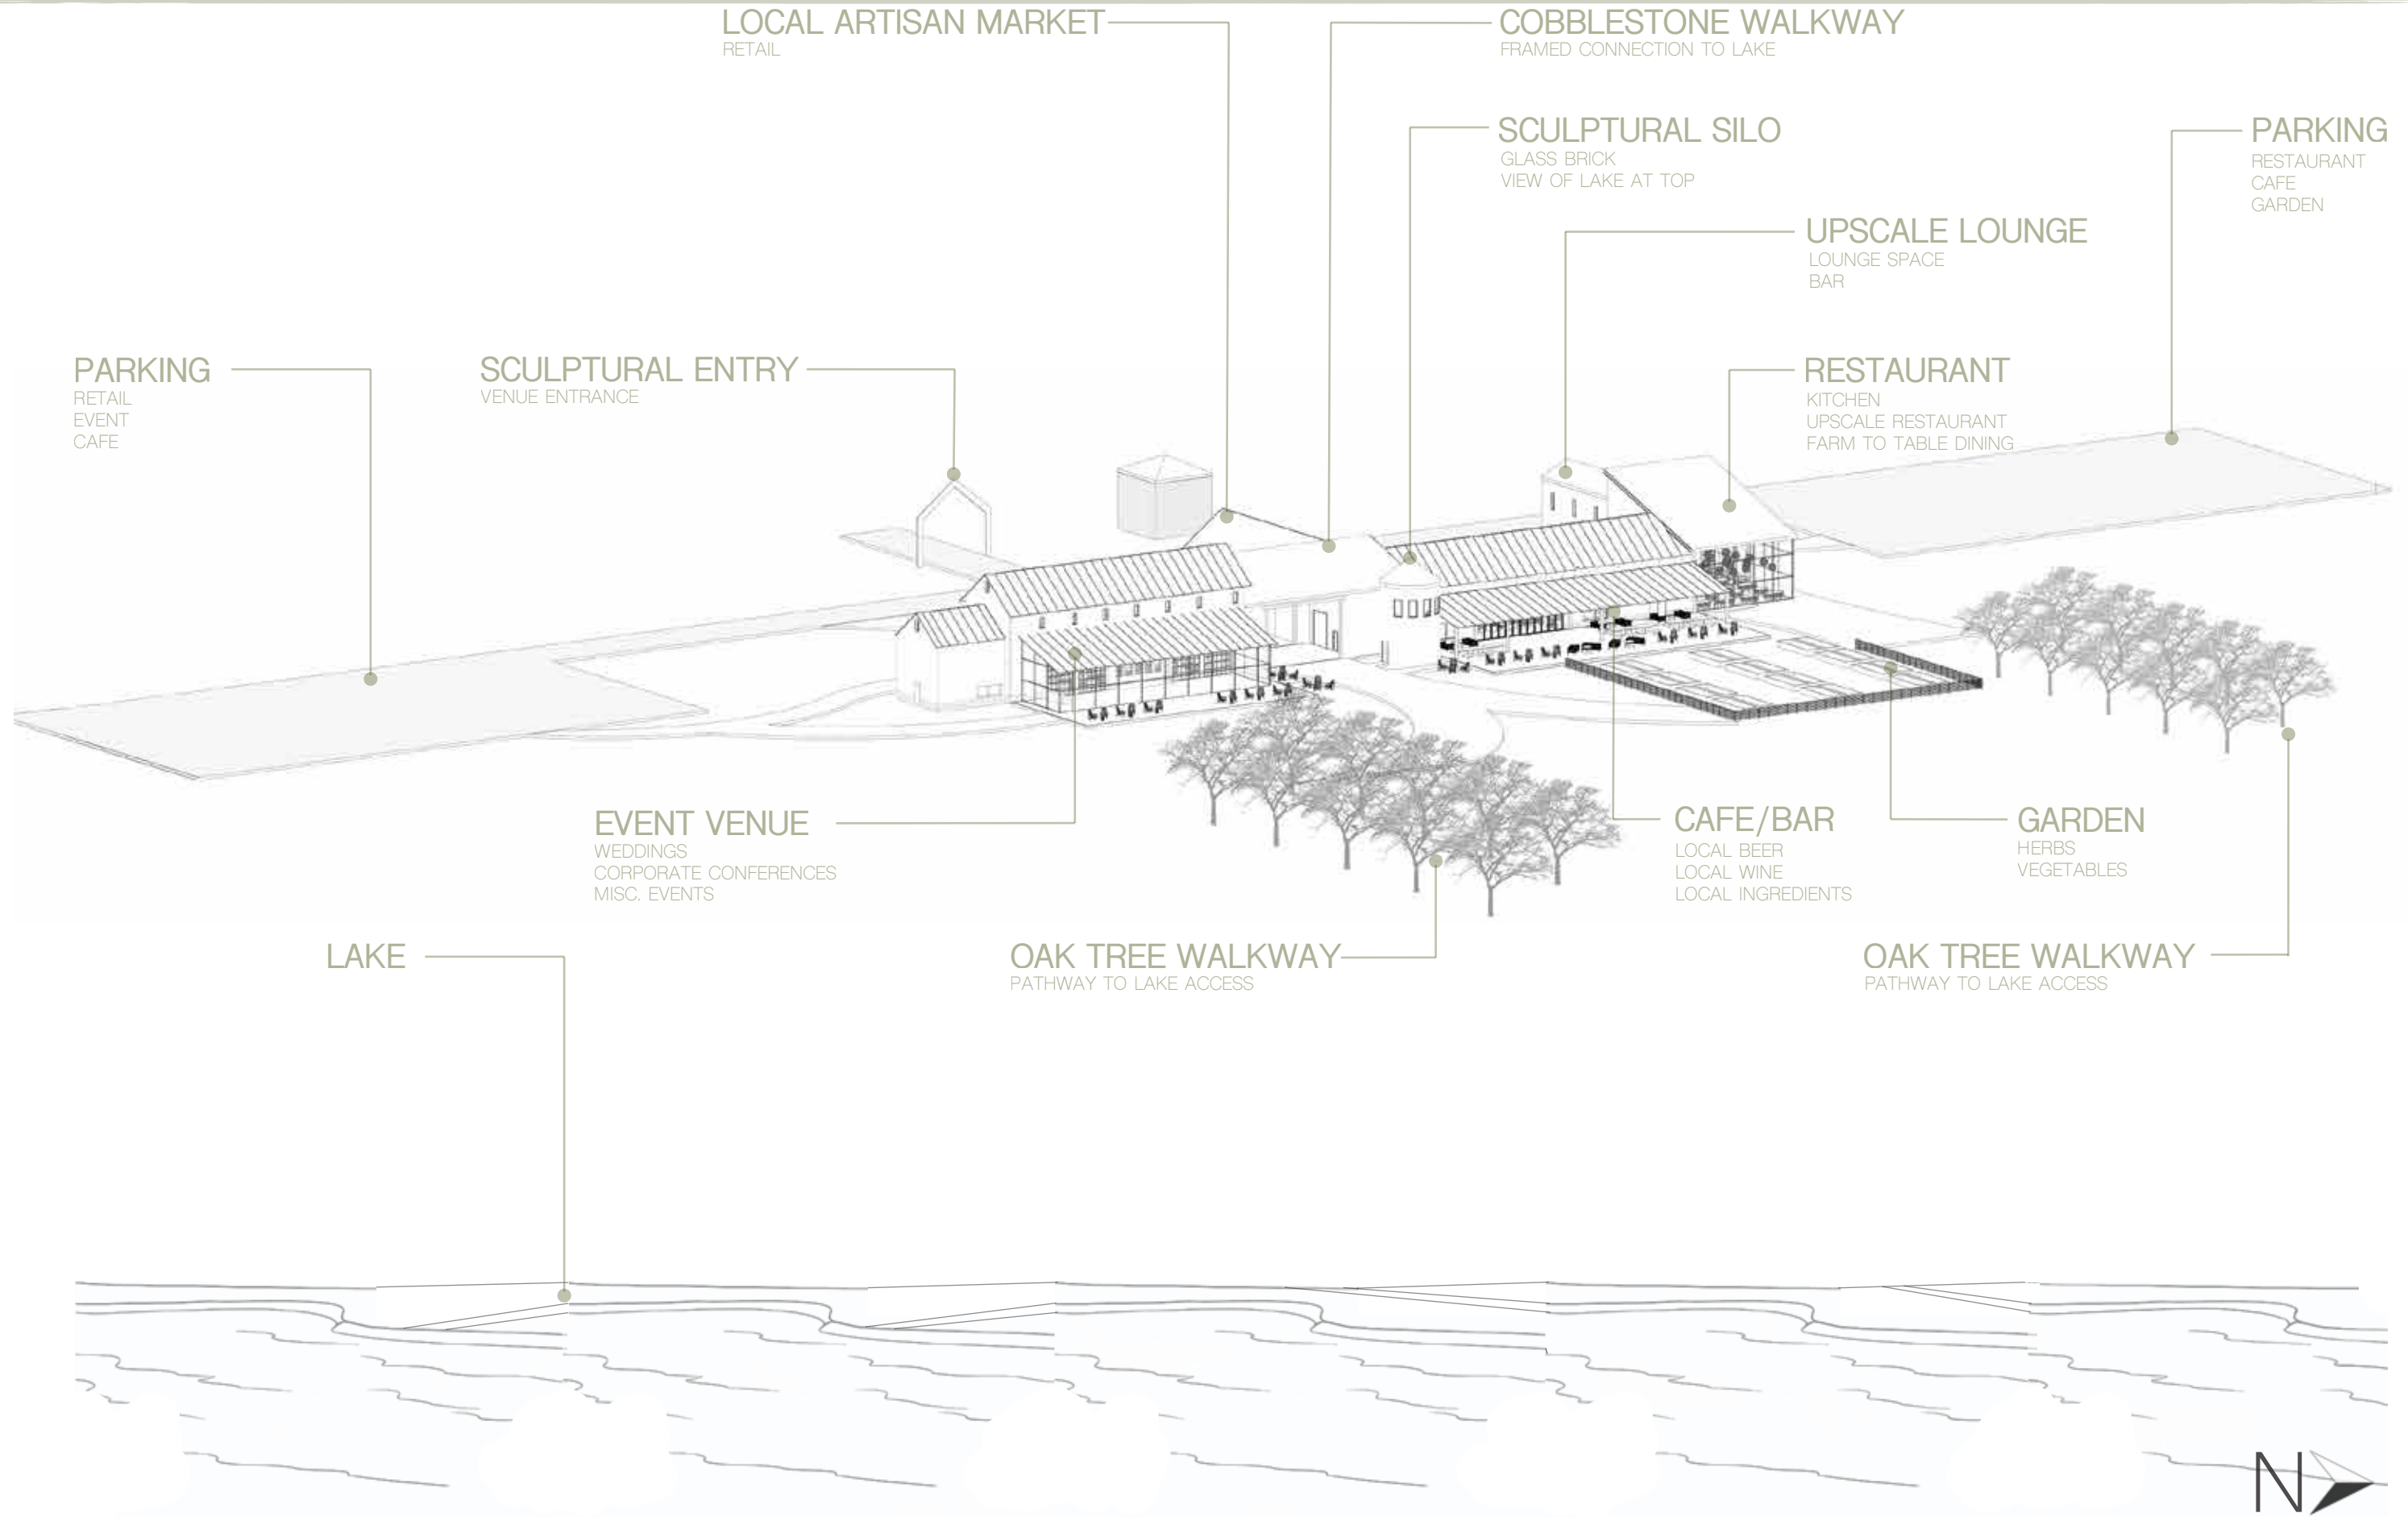 LOCAL ARTISAN MARKET
RETAIL
COBBLESTONE WALKWAY
FRAMED CONNECTION TO LAKE
SCULPTURAL SILO
GLASS BRICK
VIEW OF LAKE AT TOP
PARKING
RESTAURANT
CAFE
GARDEN
UPSCALE LOUNGE
LOUNGE SPACE
BAR
PARKING
RETAIL
EVENT
CAFE
SCULPTURAL ENTRY
VENUE ENTRANCE
RESTAURANT
KITCHEN
UPSCALE RESTAURANT
FARM TO TABLE DINING
EVENT VENUE
WEDDINGS
CORPORATE CONFERENCES
MISC. EVENTS
CAFE/BAR
LOCAL BEER
LOCAL WINE
LOCAL INGREDIENTS
GARDEN
HERBS
VEGETABLES
LAKE
OAK TREE WALKWAY
PATHWAY TO LAKE ACCESS
OAK TREE WALKWAY
PATHWAY TO LAKE ACCESS
N